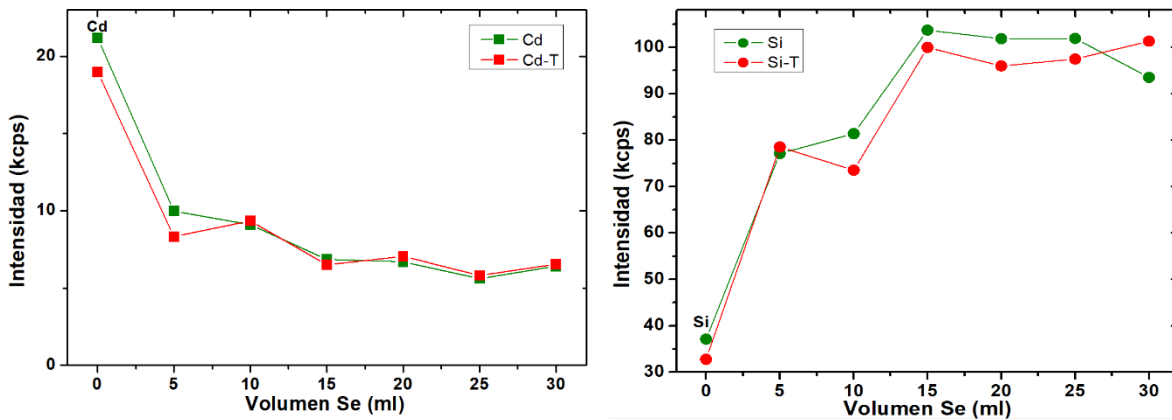 Cd
Cd
Cd-T
20
10
0
Intensidad (kcps)
0 5 10 15 20 25 30
Volumen Se (ml)
Si
Si-T
100
90
80
70
60
50
40
30
Si
Intensidad (kcps)
0 5 10 15 20 25 30
Volumen Se (ml)